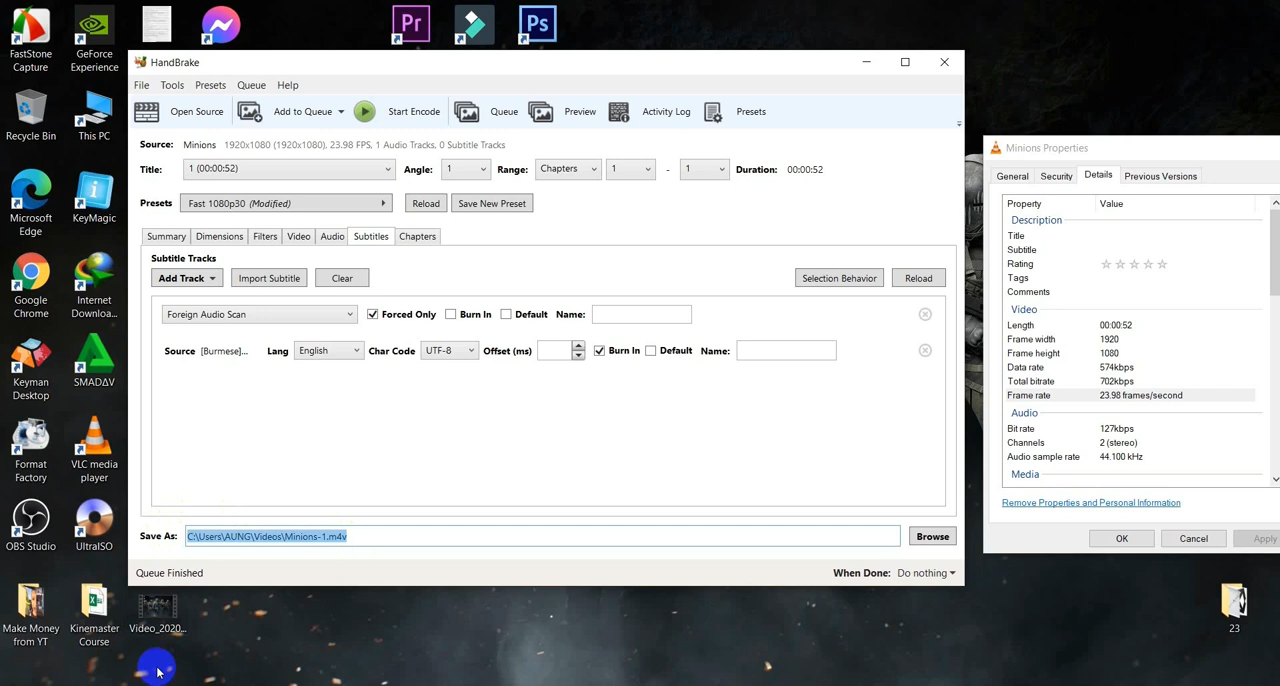 FastStone
Capture
GeForce
Experience
Pr
Ps
Recycle Bin
This PC
Microsoft
Edge
KeyMagic
Google
Chrome
Internet
Downloa...
Keyman
Desktop
SMADAV
Format
Factory
VLC media
player
OBS Studio
UltraISO
Make Money
from YT
Kinemaster
Course
Video_2020...
23
HandBrake
File Tools Presets Queue Help
Open Source Add to Queue Start Encode Queue Preview Activity Log Presets
Source: Minions 1920x1080 (1920x1080), 23.98 FPS, 1 Audio Tracks, 0 Subtitle Tracks
Title: 1 (00:00:52) Angle: 1 Range: Chapters 1 - 1 Duration: 00:00:52
Presets Fast 1080p30 (Modified) Reload Save New Preset
Summary Dimensions Filters Video Audio Subtitles Chapters
Subtitle Tracks
Add Track Import Subtitle Clear Selection Behavior Reload
Foreign Audio Scan Forced Only Burn In Default Name:
Source [Burmese]... Lang English Char Code UTF-8 Offset (ms) Burn In Default Name:
Save As: C:\Users\AUNG\Videos\Minions-1.m4v Browse
Queue Finished When Done: Do nothing
Minions Properties
General Security Details Previous Versions
Property Value
Description
Title
Subtitle
Rating
Tags
Comments
Video
Length 00:00:52
Frame width 1920
Frame height 1080
Data rate 574kbps
Total bitrate 702kbps
Frame rate 23.98 frames/second
Audio
Bit rate 127kbps
Channels 2 (stereo)
Audio sample rate 44.100 kHz
Media
Remove Properties and Personal Information
OK Cancel Apply